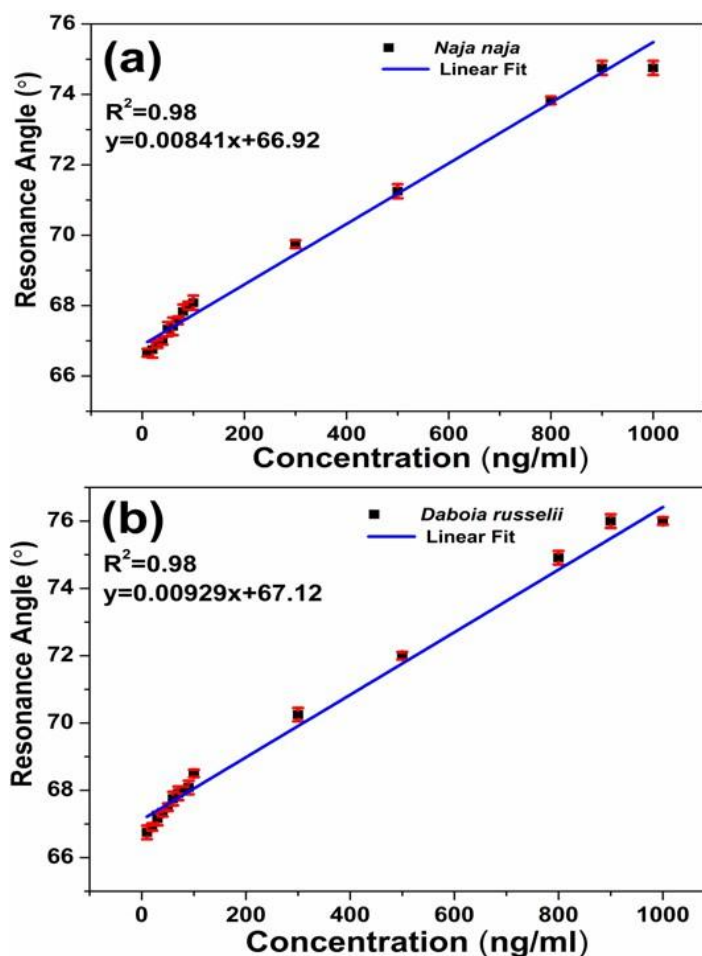 76
(a)
Naja naja
Linear Fit
R²=0.98
y=0.00841x+66.92
74
72
70
68
66
Resonance Angle (°)
0 200 400 600 800 1000
Concentration (ng/ml)
(b)
Daboia russelii
Linear Fit
R²=0.98
y=0.00929x+67.12
76
74
72
70
68
66
Resonance Angle (°)
0 200 400 600 800 1000
Concentration (ng/ml)